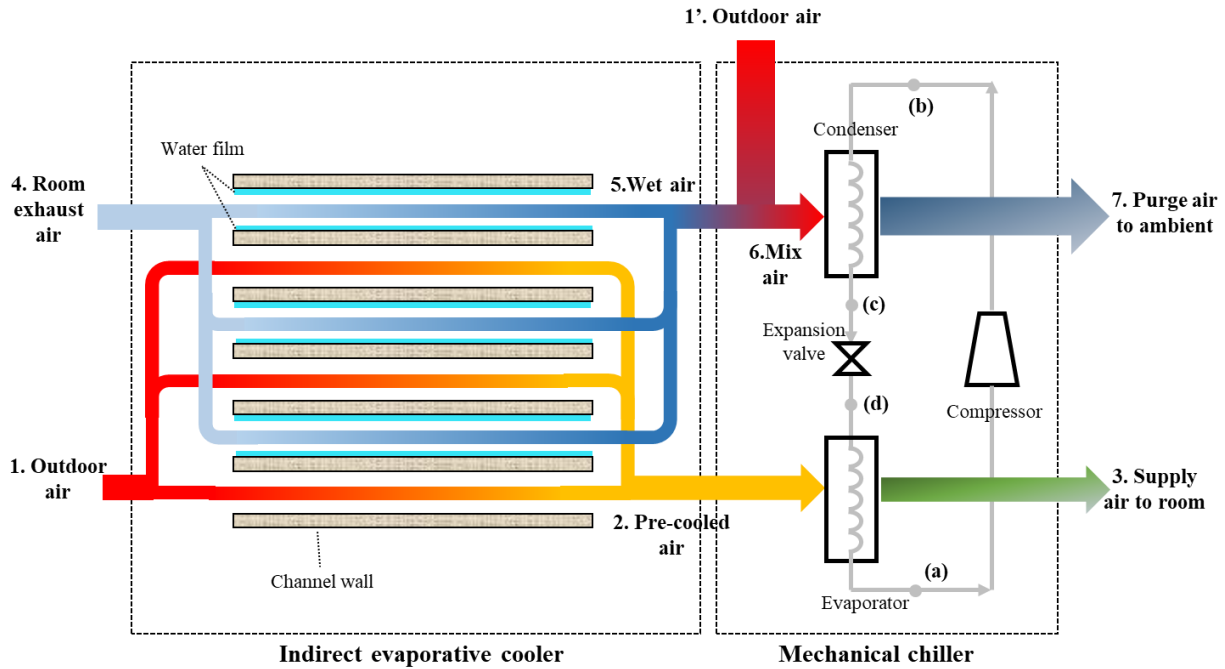 1’. Outdoor air
Water film
4. Room
exhaust
air
5.Wet air
(b)
Condenser
7. Purge air
to ambient
6.Mix
air
(c)
Expansion
valve
(d)
Compressor
1. Outdoor
air
2. Pre-cooled
air
3. Supply
air to room
Channel wall
(a)
Evaporator
Indirect evaporative cooler
Mechanical chiller